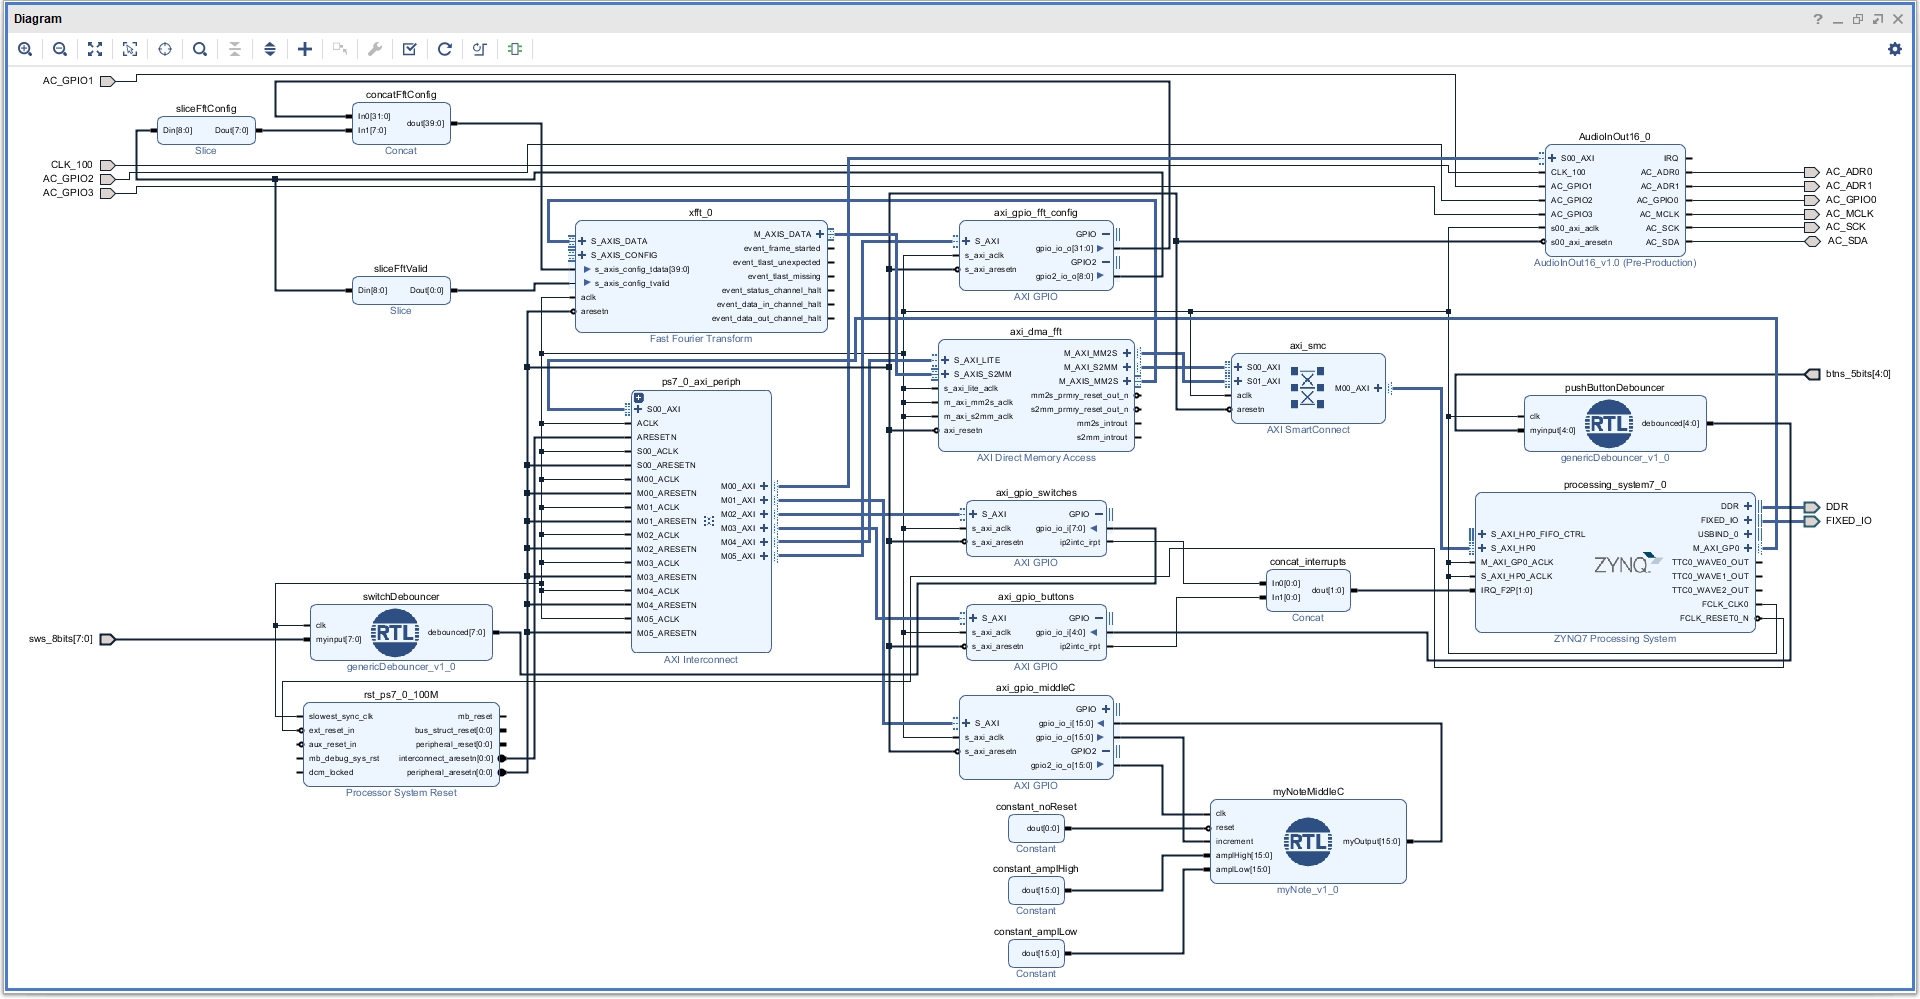 Diagram
?
AC_GPIO1
CLK_100
AC_GPIO2
AC_GPIO3
sliceFftConfig
Din[8:0] Dout[7:0]
Slice
concatFftConfig
In0[31:0]
In1[7:0]
dout[39:0]
Concat
sliceFftValid
Din[8:0] Dout[0:0]
Slice
xfft_0
S_AXIS_DATA
S_AXIS_CONFIG
s_axis_config_tdata[39:0]
s_axis_config_tvalid
aclk
aresetn
M_AXIS_DATA
event_frame_started
event_tlast_unexpected
event_tlast_missing
event_status_channel_halt
event_data_in_channel_halt
event_data_out_channel_halt
Fast Fourier Transform
axi_gpio_fft_config
S_AXI
s_axi_aclk
s_axi_aresetn
GPIO
gpio_io_o[31:0]
GPIO2
gpio2_io_o[8:0]
AXI GPIO
AudioInOut16_0
S00_AXI
CLK_100
AC_GPIO1
AC_GPIO2
AC_GPIO3
s00_axi_aclk
s00_axi_aresetn
IRQ
AC_ADR0
AC_ADR1
AC_GPIO0
AC_MCLK
AC_SCK
AC_SDA
AudioInOut16_v1.0 (Pre-Production)
AC_ADR0
AC_ADR1
AC_GPIO0
AC_MCLK
AC_SCK
AC_SDA
axi_dma_fft
S_AXI_LITE
S_AXIS_S2MM
s_axi_lite_aclk
m_axi_mm2s_aclk
m_axi_s2mm_aclk
axi_resetn
M_AXI_MM2S
M_AXI_S2MM
M_AXIS_MM2S
mm2s_prmry_reset_out_n
s2mm_prmry_reset_out_n
mm2s_introut
s2mm_introut
AXI Direct Memory Access
axi_smc
S00_AXI
S01_AXI
aclk
aresetn
M00_AXI
AXI SmartConnect
btns_5bits[4:0]
pushButtonDebouncer
clk
myinput[4:0]
RTL
debounced[4:0]
genericDebouncer_v1_0
ps7_0_axi_periph
S00_AXI
ACLK
ARESETN
S00_ACLK
S00_ARESETN
M00_ACLK
M00_ARESETN
M01_ACLK
M01_ARESETN
M02_ACLK
M02_ARESETN
M03_ACLK
M03_ARESETN
M04_ACLK
M04_ARESETN
M05_ACLK
M05_ARESETN
M00_AXI
M01_AXI
M02_AXI
M03_AXI
M04_AXI
M05_AXI
AXI Interconnect
axi_gpio_switches
S_AXI
s_axi_aclk
s_axi_aresetn
GPIO
gpio_io_i[7:0]
ip2intc_irpt
AXI GPIO
processing_system7_0
S_AXI_HP0_FIFO_CTRL
S_AXI_HP0
M_AXI_GP0_ACLK
S_AXI_HP0_ACLK
IRQ_F2P[1:0]
ZYNQ
DDR
FIXED_IO
USBIND_0
M_AXI_GP0
TTC0_WAVE0_OUT
TTC0_WAVE1_OUT
TTC0_WAVE2_OUT
FCLK_CLK0
FCLK_RESET0_N
ZYNQ7 Processing System
DDR
FIXED_IO
concat_interrupts
In0[0:0]
In1[0:0]
dout[1:0]
Concat
sws_8bits[7:0]
switchDebouncer
clk
myinput[7:0]
RTL
debounced[7:0]
genericDebouncer_v1_0
axi_gpio_buttons
S_AXI
s_axi_aclk
s_axi_aresetn
GPIO
gpio_io_i[4:0]
ip2intc_irpt
AXI GPIO
rst_ps7_0_100M
slowest_sync_clk
ext_reset_in
aux_reset_in
mb_debug_sys_rst
dcm_locked
mb_reset
bus_struct_reset[0:0]
peripheral_reset[0:0]
interconnect_aresetn[0:0]
peripheral_aresetn[0:0]
Processor System Reset
axi_gpio_middleC
S_AXI
s_axi_aclk
s_axi_aresetn
GPIO
gpio_io_i[15:0]
gpio_io_o[15:0]
GPIO2
gpio2_io_o[15:0]
AXI GPIO
constant_noReset
dout[0:0]
Constant
constant_amplHigh
dout[15:0]
Constant
constant_amplLow
dout[15:0]
Constant
myNoteMiddleC
clk
reset
increment
amplHigh[15:0]
amplLow[15:0]
RTL
myOutput[15:0]
myNote_v1_0